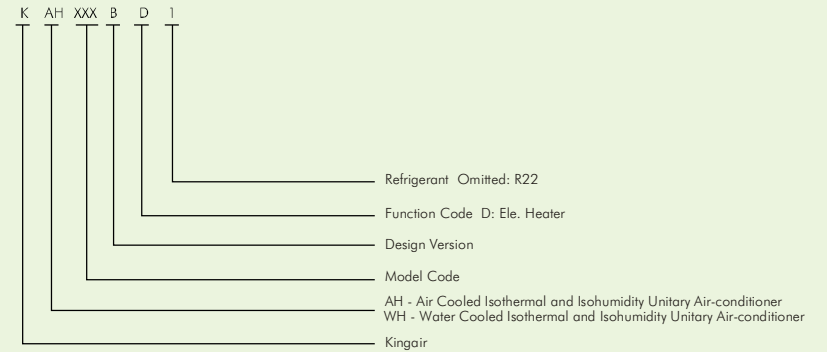 K AH XXX B D 1
Refrigerant Omitted: R22
Function Code D: Ele. Heater
Design Version
Model Code
AH - Air Cooled Isothermal and Isohumidity Unitary Air-conditioner
WH - Water Cooled Isothermal and Isohumidity Unitary Air-conditioner
Kingair